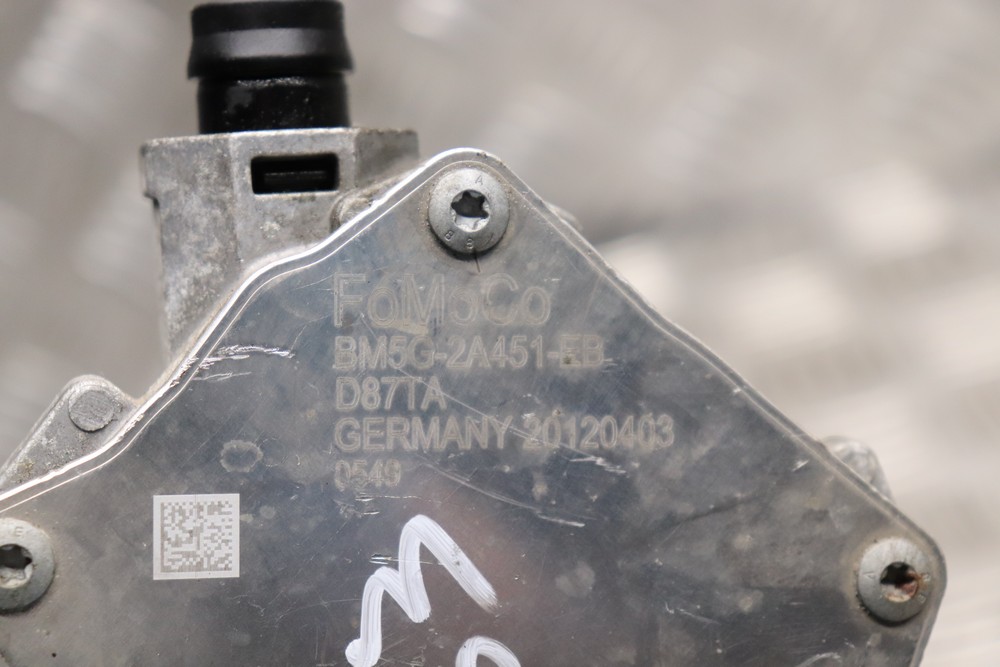 FoMoCo
BM5G-2A451-EB
D87TA
GERMANY 20120403
0549